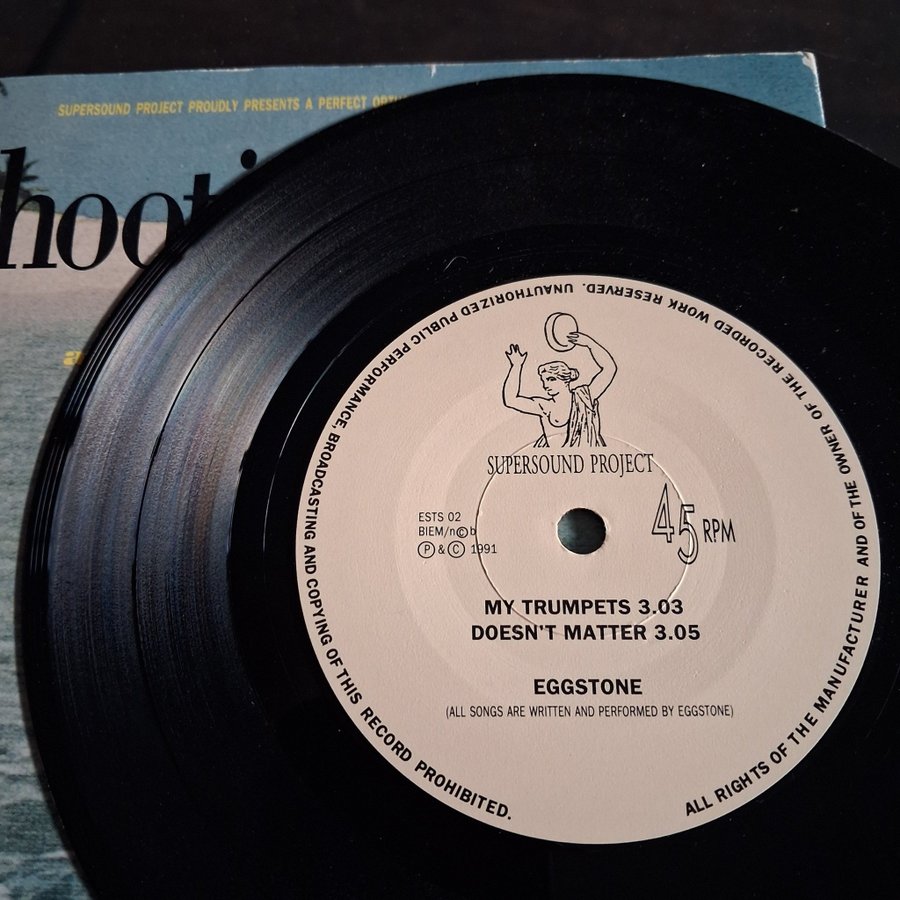 SUPERSOUND PROJECT PROUDLY PRESENTS A PERFECT
hooti
ALL RIGHTS OF THE MANUFACTURER AND OF THE OWNER OF THE RECORDED WORK RESERVED. UNAUTHORIZED PUBLIC PERFORMANCE, BROADCASTING AND COPYING OF THIS RECORD PROHIBITED.
SUPERSOUND PROJECT
45 RPM
ESTS 02
BIEM/n©b
Ⓟ & © 1991
MY TRUMPETS 3.03
DOESN'T MATTER 3.05
EGGSTONE
(ALL SONGS ARE WRITTEN AND PERFORMED BY EGGSTONE)